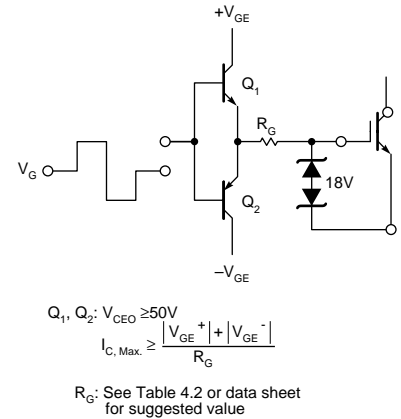 +V_GE
Q_1
R_G
V_G
18V
Q_2
–V_GE
Q_1, Q_2: V_CEO ≥50V
I_C, Max. ≥ |V_GE^+| + |V_GE^-| / R_G
R_G: See Table 4.2 or data sheet
for suggested value